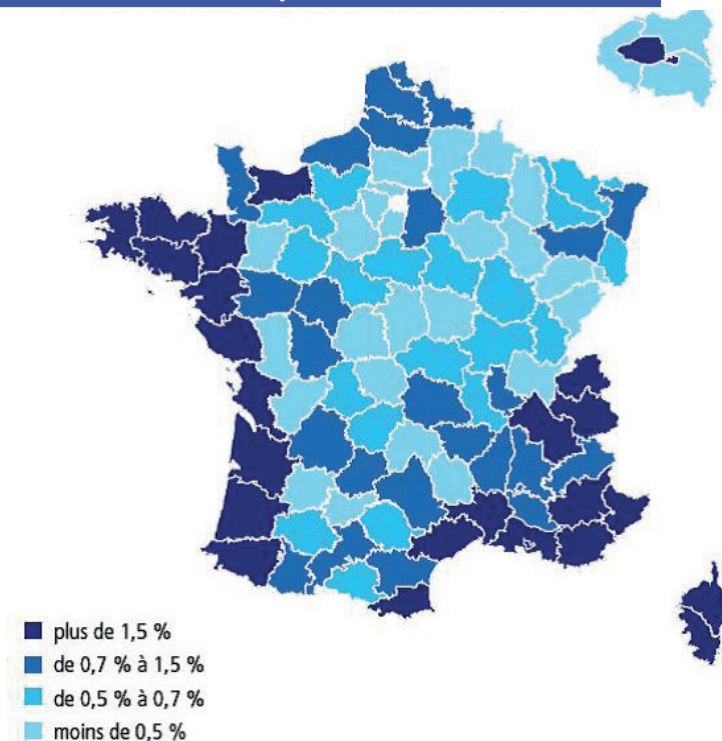 plus de 1,5 %
de 0,7 % à 1,5 %
de 0,5 % à 0,7 %
moins de 0,5 %